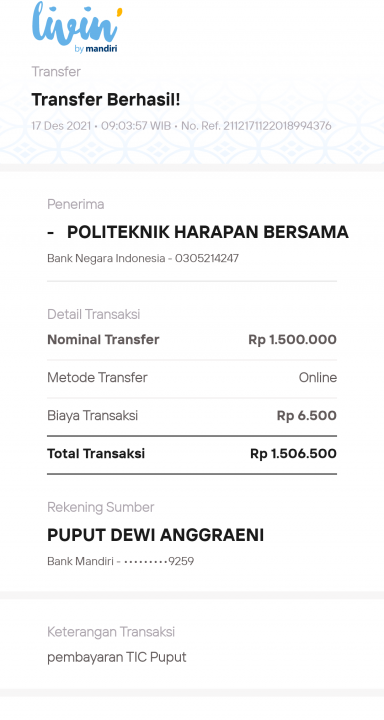 livin'
by mandiri
Transfer
Transfer Berhasil!
17 Des 2021 • 09:03:57 WIB • No. Ref. 2112171122018994376
Penerima
- POLITEKNIK HARAPAN BERSAMA
Bank Negara Indonesia - 0305214247
Detail Transaksi
Nominal Transfer Rp 1.500.000
Metode Transfer Online
Biaya Transaksi Rp 6.500
Total Transaksi Rp 1.506.500
Rekening Sumber
PUPUT DEWI ANGGRAENI
Bank Mandiri - •••••••••9259
Keterangan Transaksi
pembayaran TIC Puput